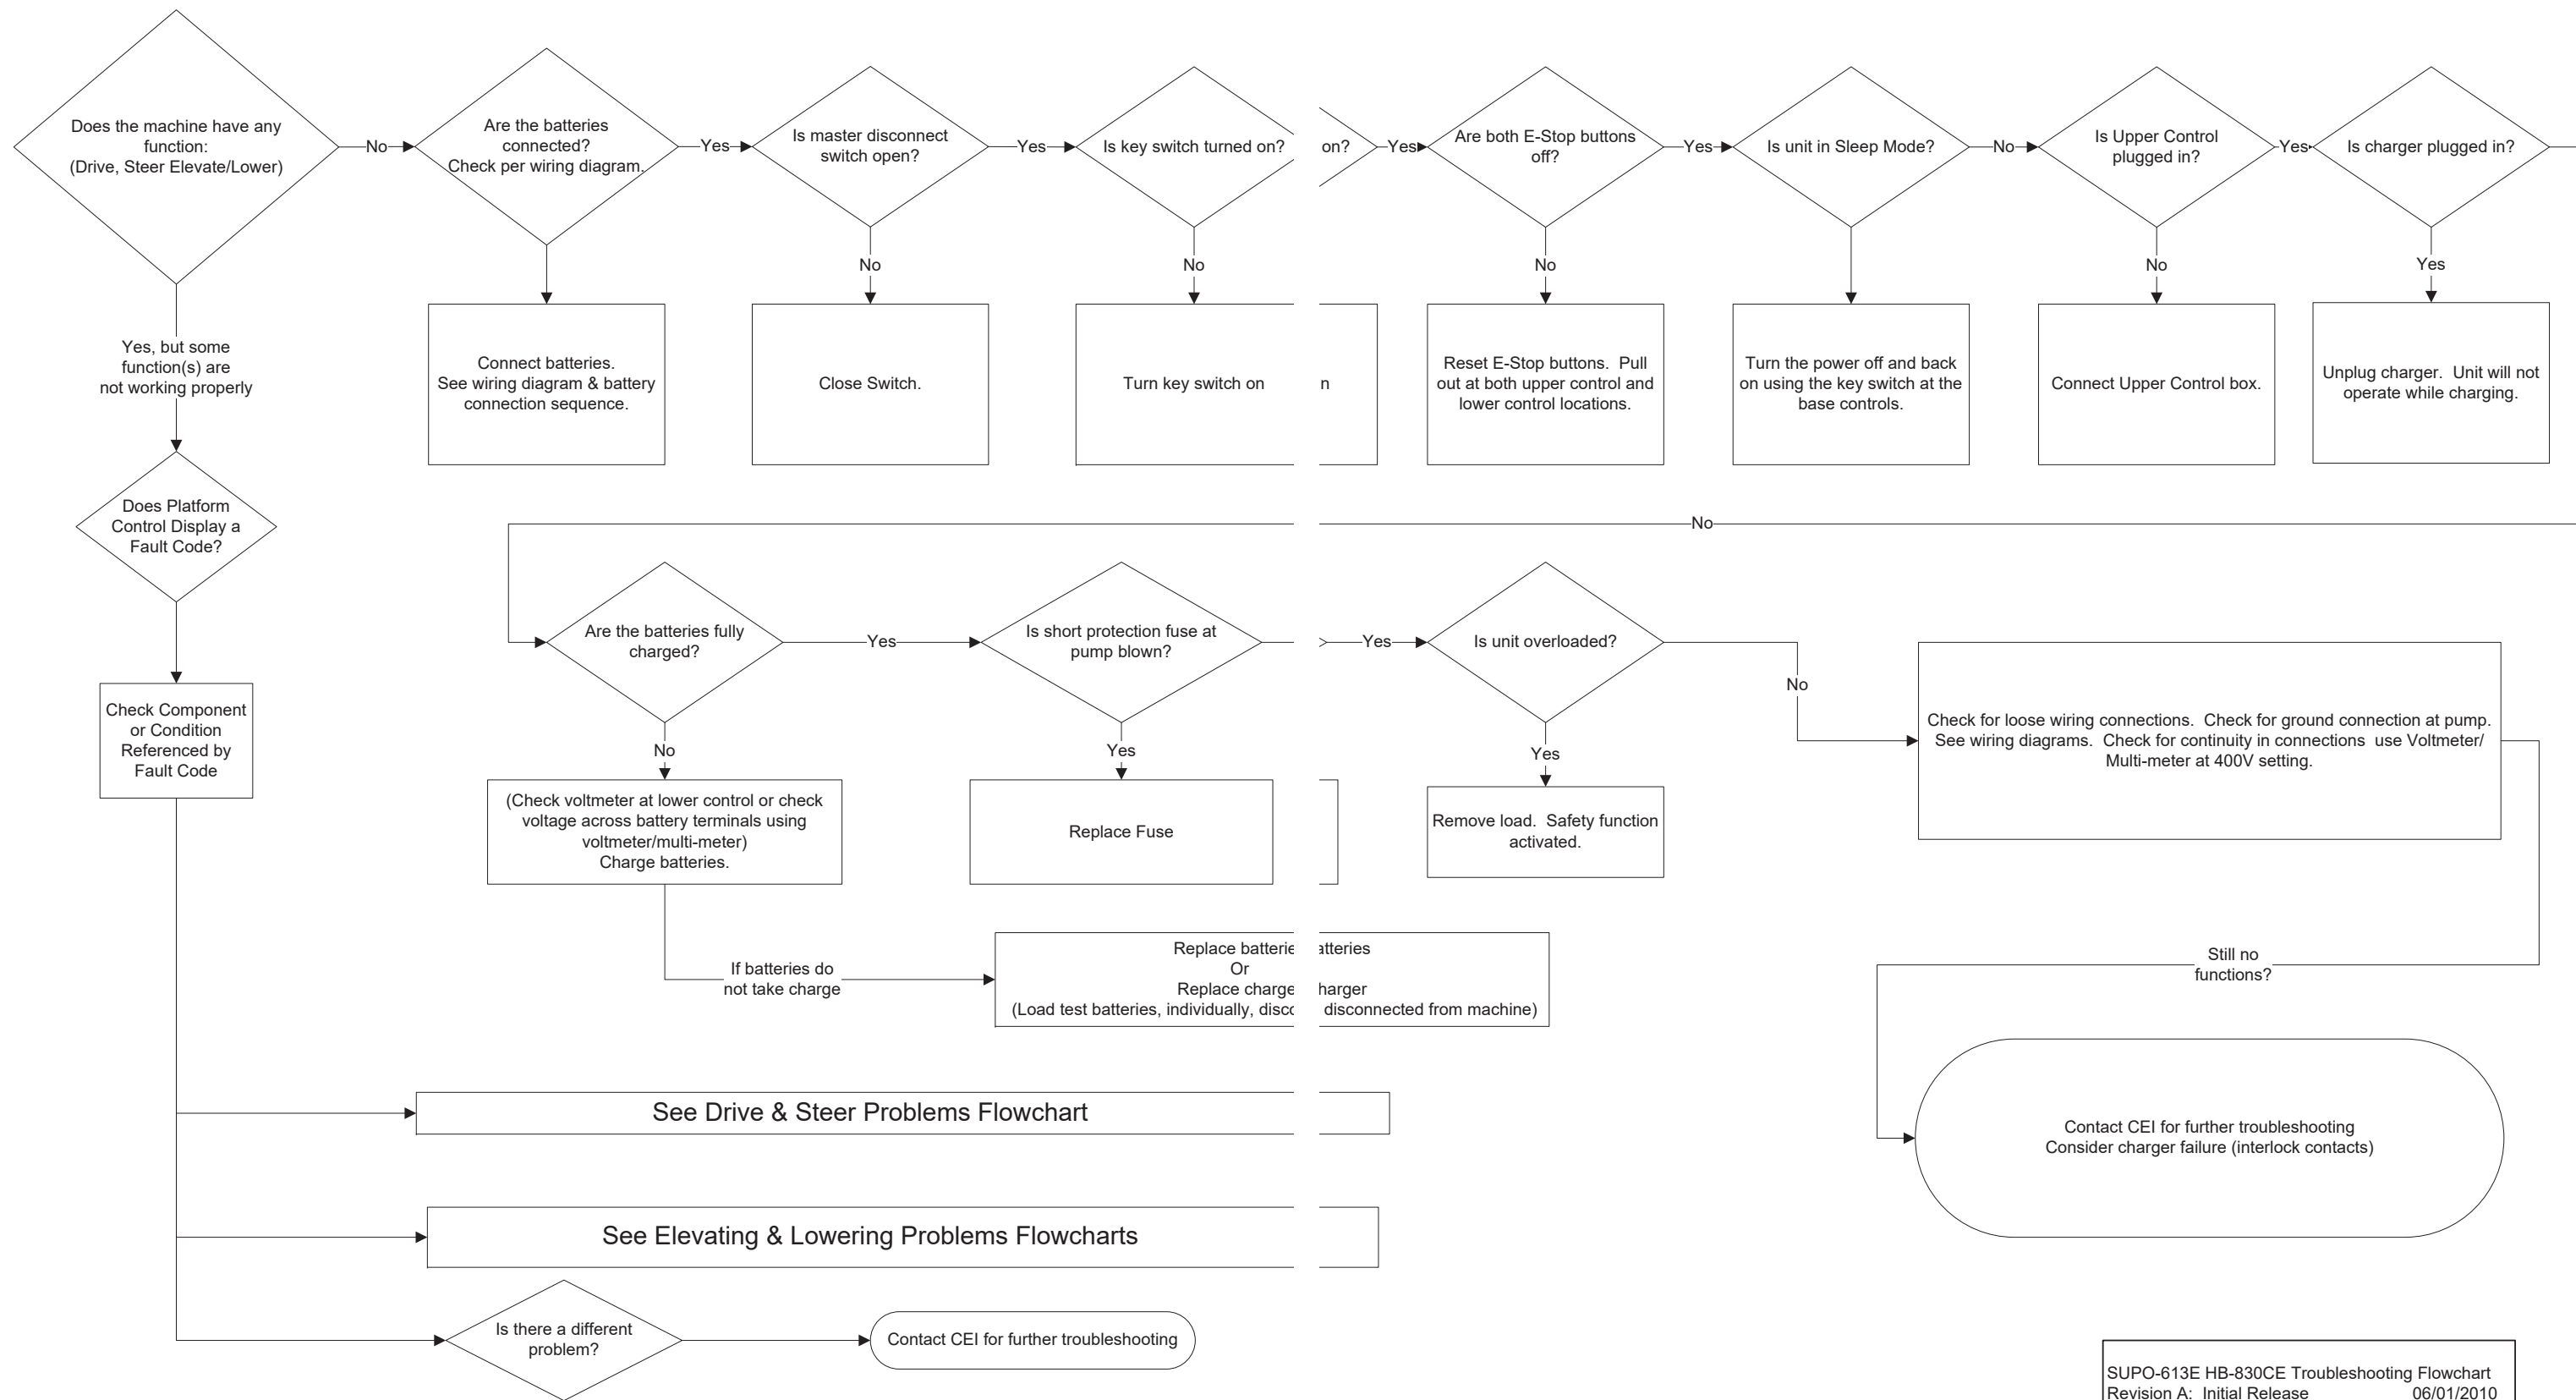 Does the machine have any
function:
(Drive, Steer Elevate/Lower)
No
Are the batteries
connected?
Check per wiring diagram.
Yes
Is master disconnect
switch open?
Yes
Is key switch turned on?
on?
Yes
Are both E-Stop buttons
off?
Yes
Is unit in Sleep Mode?
No
Is Upper Control
plugged in?
Yes
Is charger plugged in?
No
No
No
No
Yes
Yes, but some
function(s) are
not working properly
Connect batteries.
See wiring diagram & battery
connection sequence.
Close Switch.
Turn key switch on
n
Reset E-Stop buttons.  Pull
out at both upper control and
lower control locations.
Turn the power off and back
on using the key switch at the
base controls.
Connect Upper Control box.
Unplug charger.  Unit will not
operate while charging.
Does Platform
Control Display a
Fault Code?
No
Are the batteries fully
charged?
Yes
Is short protection fuse at
pump blown?
Yes
Is unit overloaded?
No
Check Component
or Condition
Referenced by
Fault Code
No
Yes
Yes
Check for loose wiring connections.  Check for ground connection at pump.
See wiring diagrams.  Check for continuity in connections  use Voltmeter/
Multi-meter at 400V setting.
(Check voltmeter at lower control or check
voltage across battery terminals using
voltmeter/multi-meter)
Charge batteries.
Replace Fuse
Remove load.  Safety function
activated.
If batteries do
not take charge
Replace batterie
atteries
Or
Replace charge
harger
(Load test batteries, individually, disco
disconnected from machine)
Still no
functions?
See Drive & Steer Problems Flowchart
Contact CEI for further troubleshooting
Consider charger failure (interlock contacts)
See Elevating & Lowering Problems Flowcharts
Is there a different
problem?
Contact CEI for further troubleshooting
SUPO-613E HB-830CE Troubleshooting Flowchart
Revision A:  Initial Release 06/01/2010